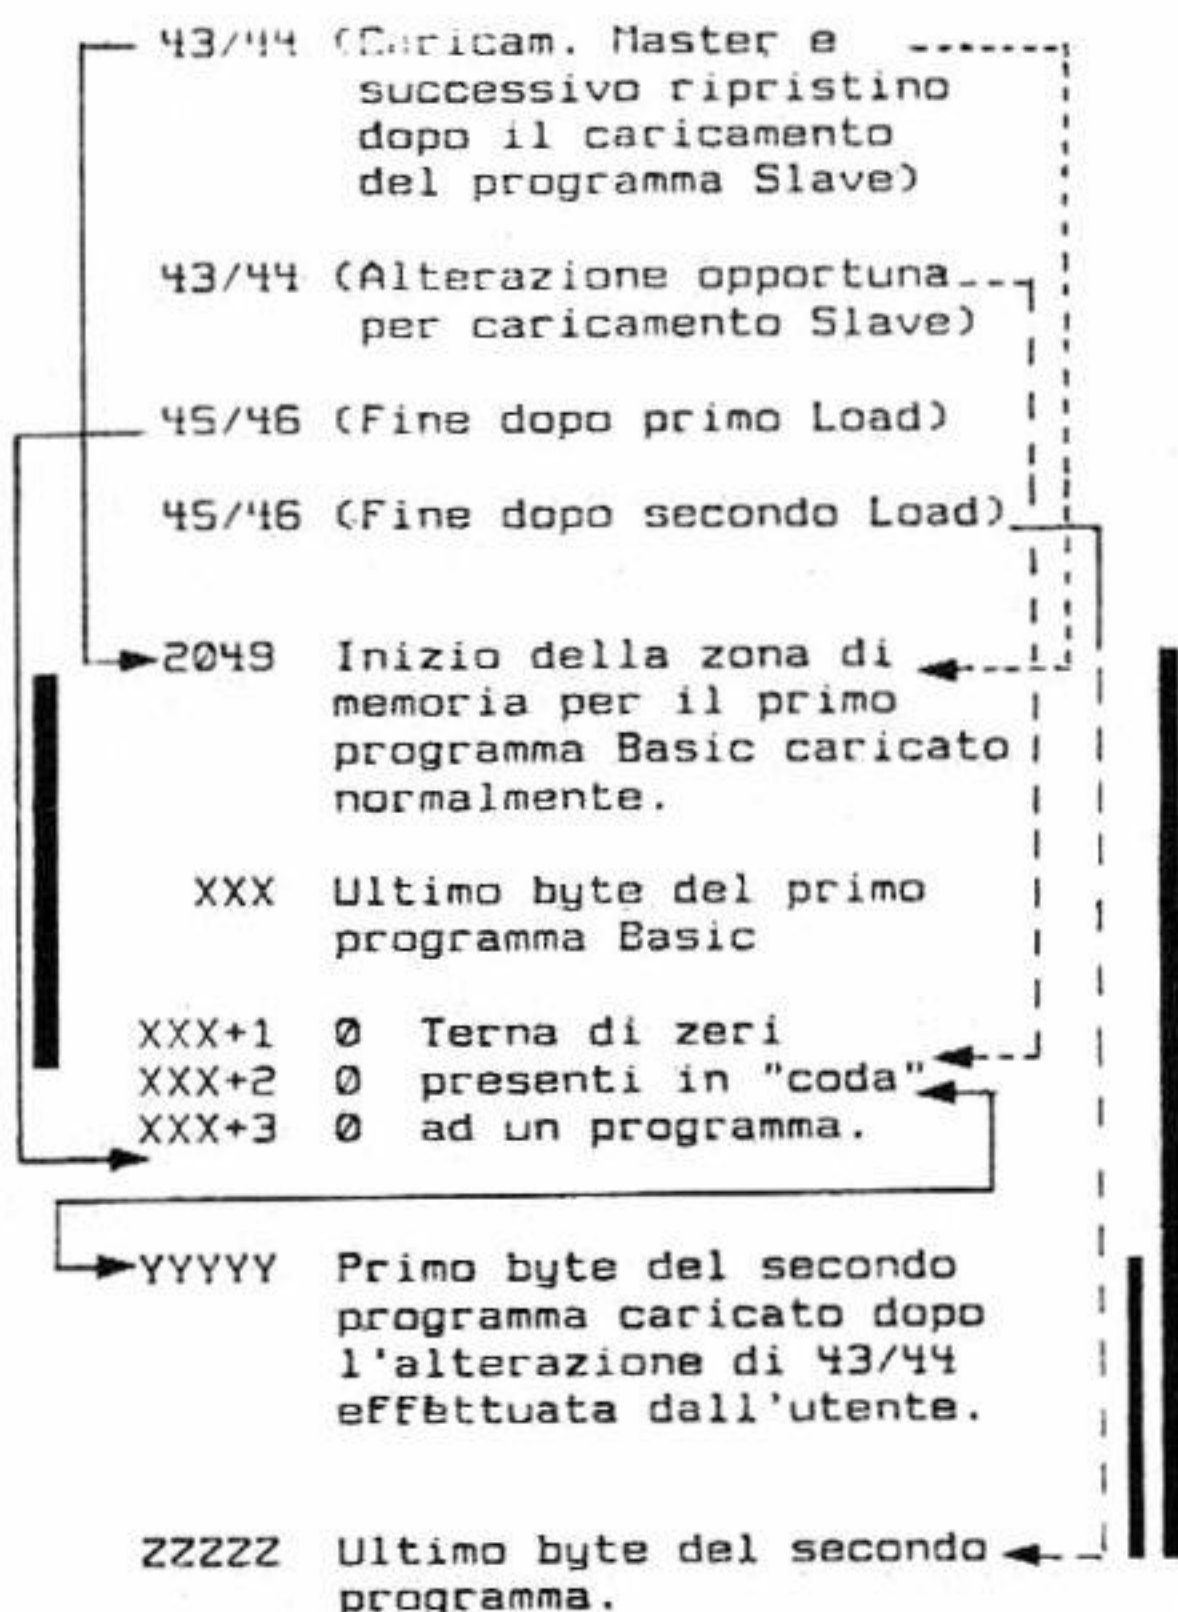 43/44 (Caricam. Master e
successivo ripristino
dopo il caricamento
del programma Slave)
43/44 (Alterazione opportuna
per caricamento Slave)
45/46 (Fine dopo primo Load)
45/46 (Fine dopo secondo Load)
2049 Inizio della zona di
memoria per il primo
programma Basic caricato
normalmente.
XXX Ultimo byte del primo
programma Basic
XXX+1 0 Terna di zeri
XXX+2 0 presenti in "coda"
XXX+3 0 ad un programma.
YYYYY Primo byte del secondo
programma caricato dopo
l'alterazione di 43/44
effettuata dall'utente.
ZZZZZ Ultimo byte del secondo
programma.